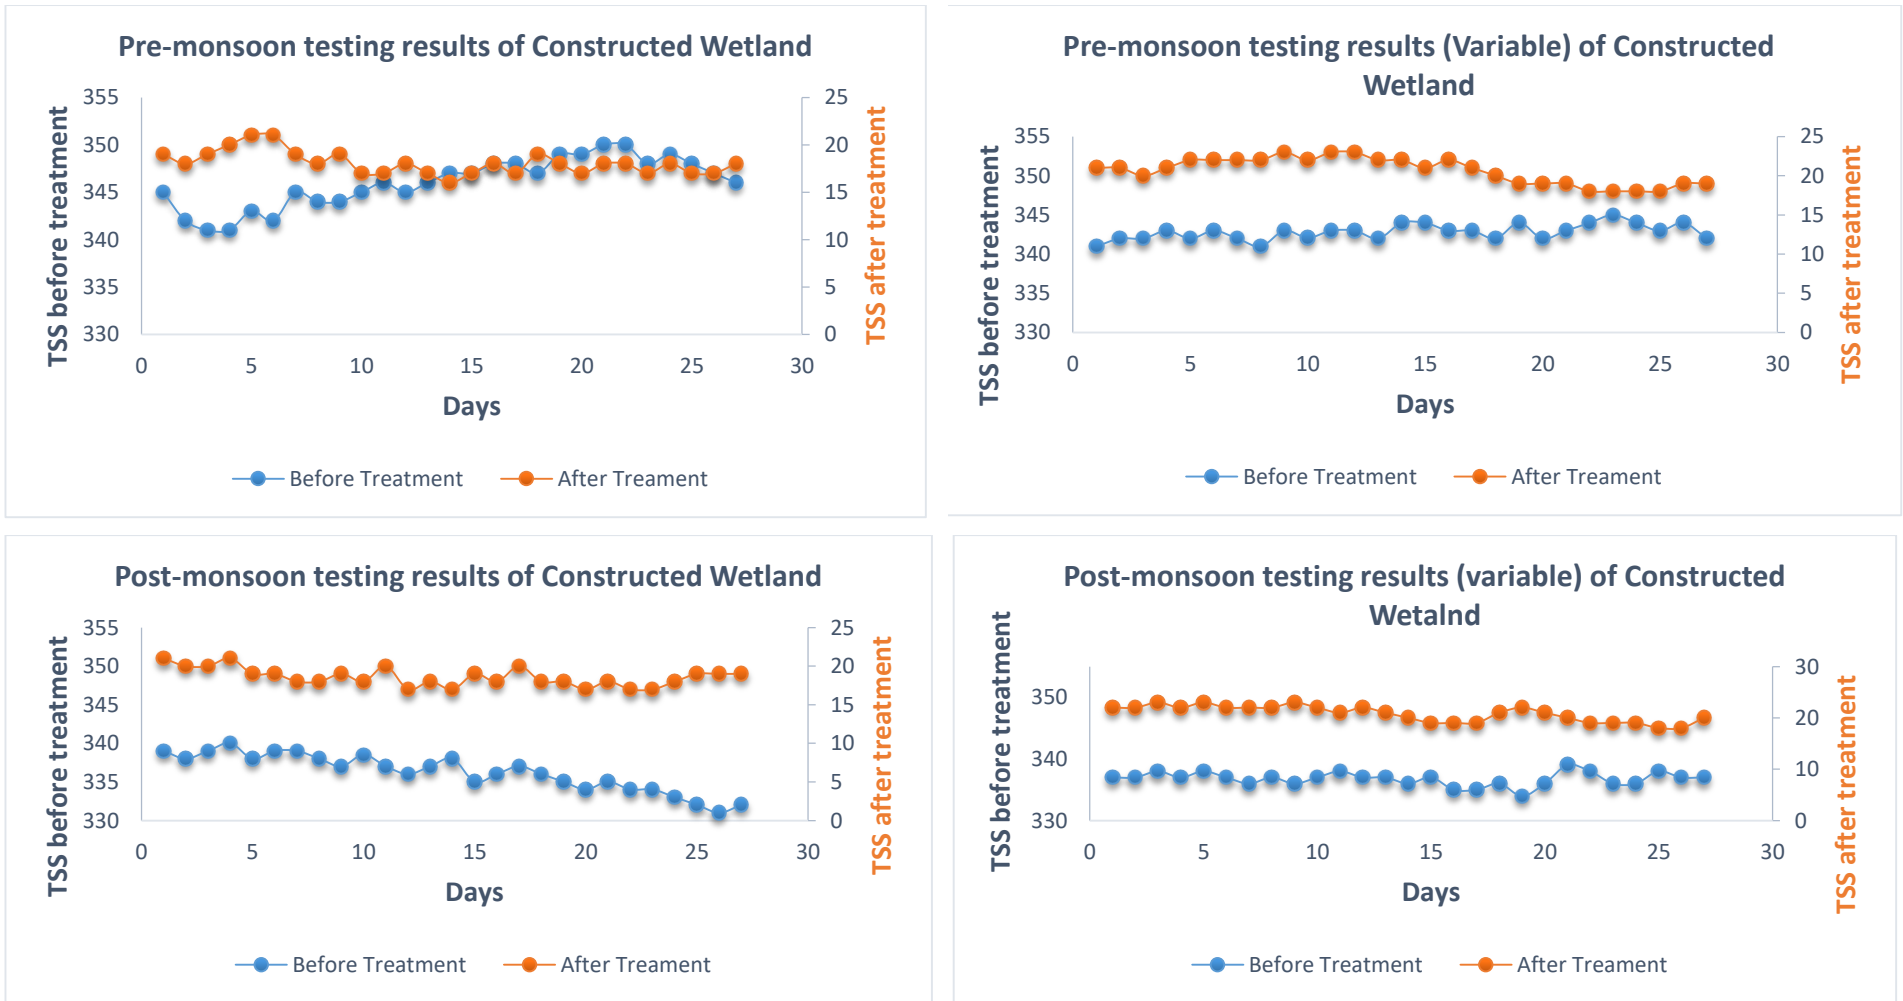 Pre-monsoon testing results of Constructed Wetland
TSS before treatment
355
350
345
340
335
330
25
20
15
10
5
0
TSS after treatment
0 5 10 15 20 25 30
Days
Before Treatment After Treament
Pre-monsoon testing results (Variable) of Constructed
Wetland
TSS before treatment
355
350
345
340
335
330
25
20
15
10
5
0
TSS after treatment
0 5 10 15 20 25 30
Days
Before Treatment After Treament
Post-monsoon testing results of Constructed Wetland
TSS before treatment
355
350
345
340
335
330
25
20
15
10
5
0
TSS after treatment
0 5 10 15 20 25 30
Days
Before Treatment After Treament
Post-monsoon testing results (variable) of Constructed
Wetalnd
TSS before treatment
350
340
330
30
20
10
0
TSS after treatment
0 5 10 15 20 25 30
Days
Before Treatment After Treament